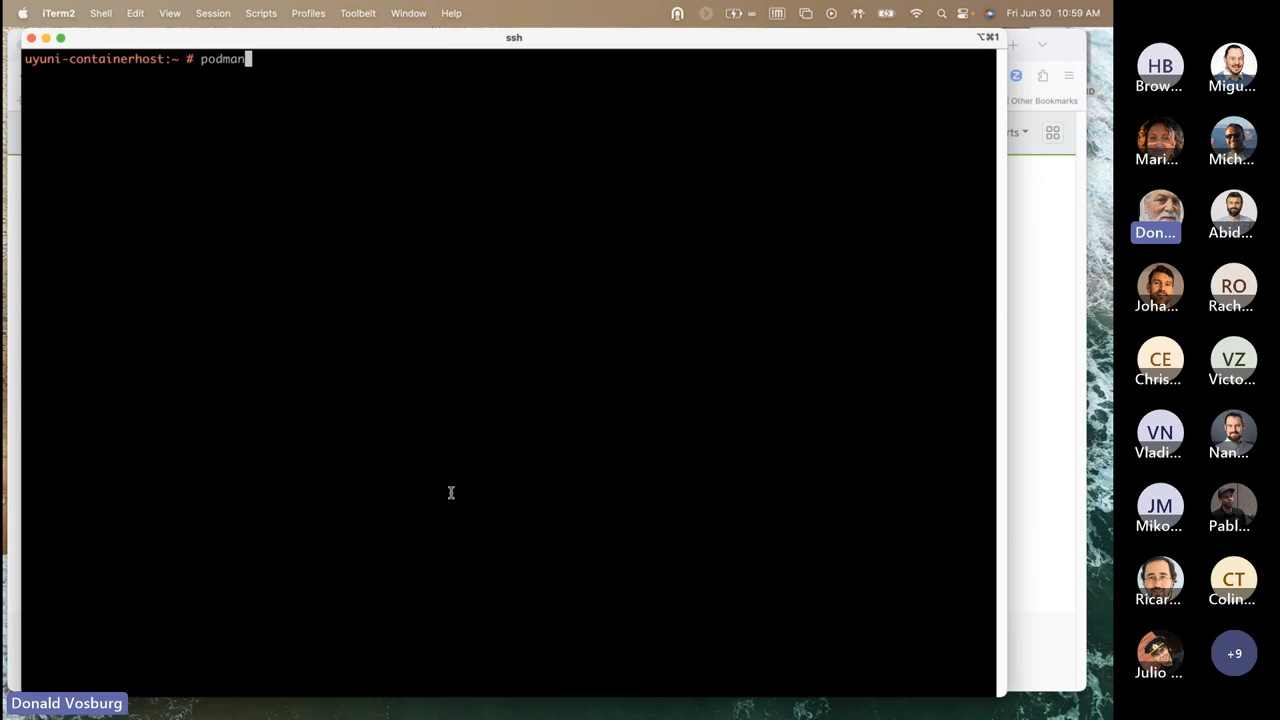 iTerm2 Shell Edit View Session Scripts Profiles Toolbelt Window Help
Fri Jun 30 10:59 AM
ssh
⌥⌘1
uyuni-containerhost:~ # podman
Z
Other Bookmarks
rts
HB
Brow...
Migu...
Mari...
Mich...
Don...
Abid...
Joha...
RO
Rach...
CE
Chris...
VZ
Victo...
VN
Vladi...
Nan...
JM
Miko...
Pabl...
Ricar...
CT
Colin...
Julio ...
+9
Donald Vosburg